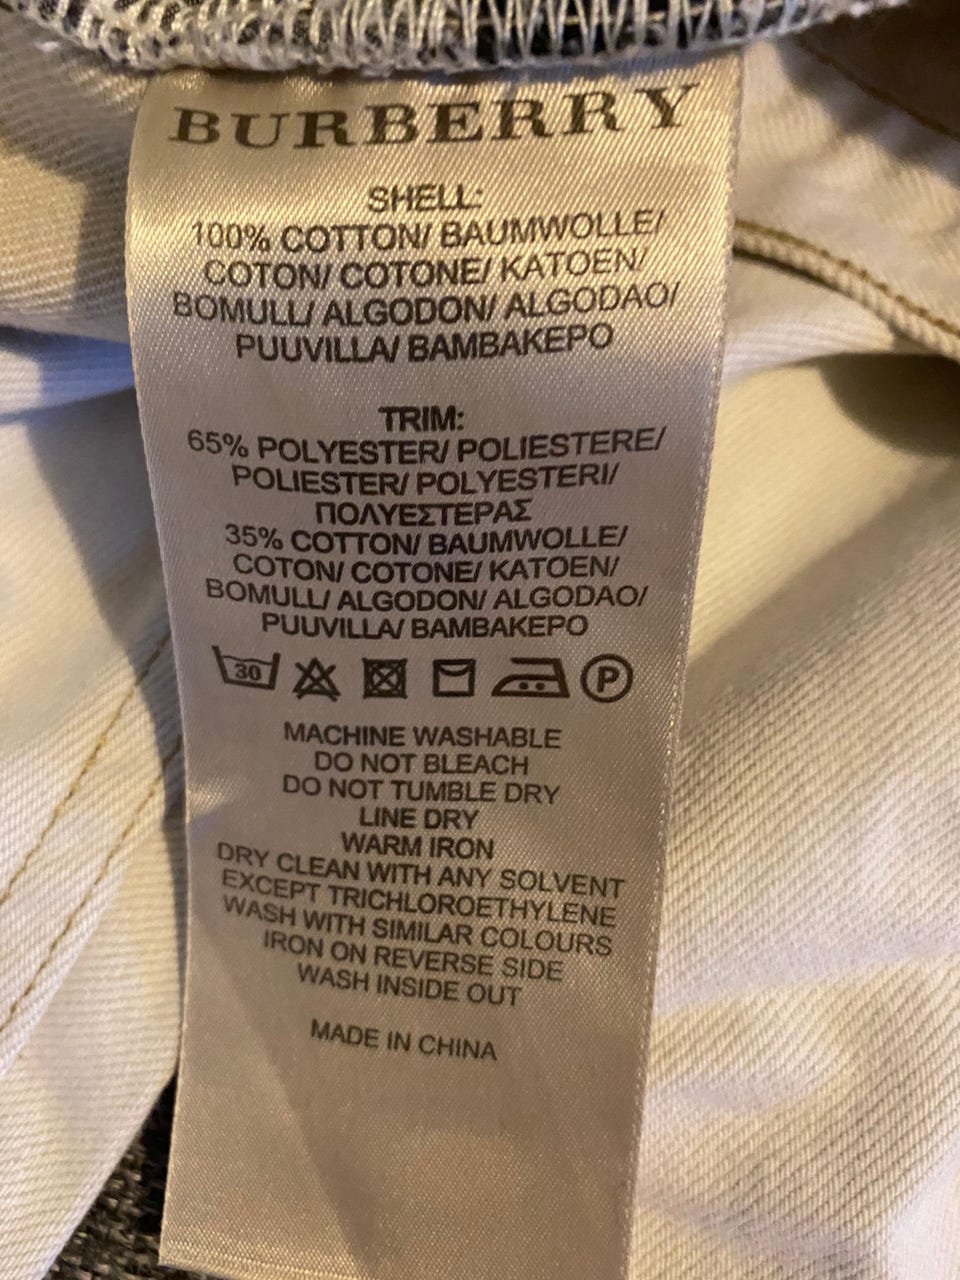 BURBERRY
SHELL:
100% COTTON/ BAUMWOLLE/
COTON/ COTONE/ KATOEN/
BOMULL/ ALGODON/ ALGODAO/
PUUVILLA/ BAMBAKEPO
TRIM:
65% POLYESTER/ POLIESTERE/
POLIESTER/ POLYESTERI/
ΠΟΛΥΕΣΤΕΡΑΣ
35% COTTON/ BAUMWOLLE/
COTON/ COTONE/ KATOEN/
BOMULL/ ALGODON/ ALGODAO/
PUUVILLA/ BAMBAKEPO
30 P
MACHINE WASHABLE
DO NOT BLEACH
DO NOT TUMBLE DRY
LINE DRY
WARM IRON
DRY CLEAN WITH ANY SOLVENT
EXCEPT TRICHLOROETHYLENE
WASH WITH SIMILAR COLOURS
IRON ON REVERSE SIDE
WASH INSIDE OUT
MADE IN CHINA